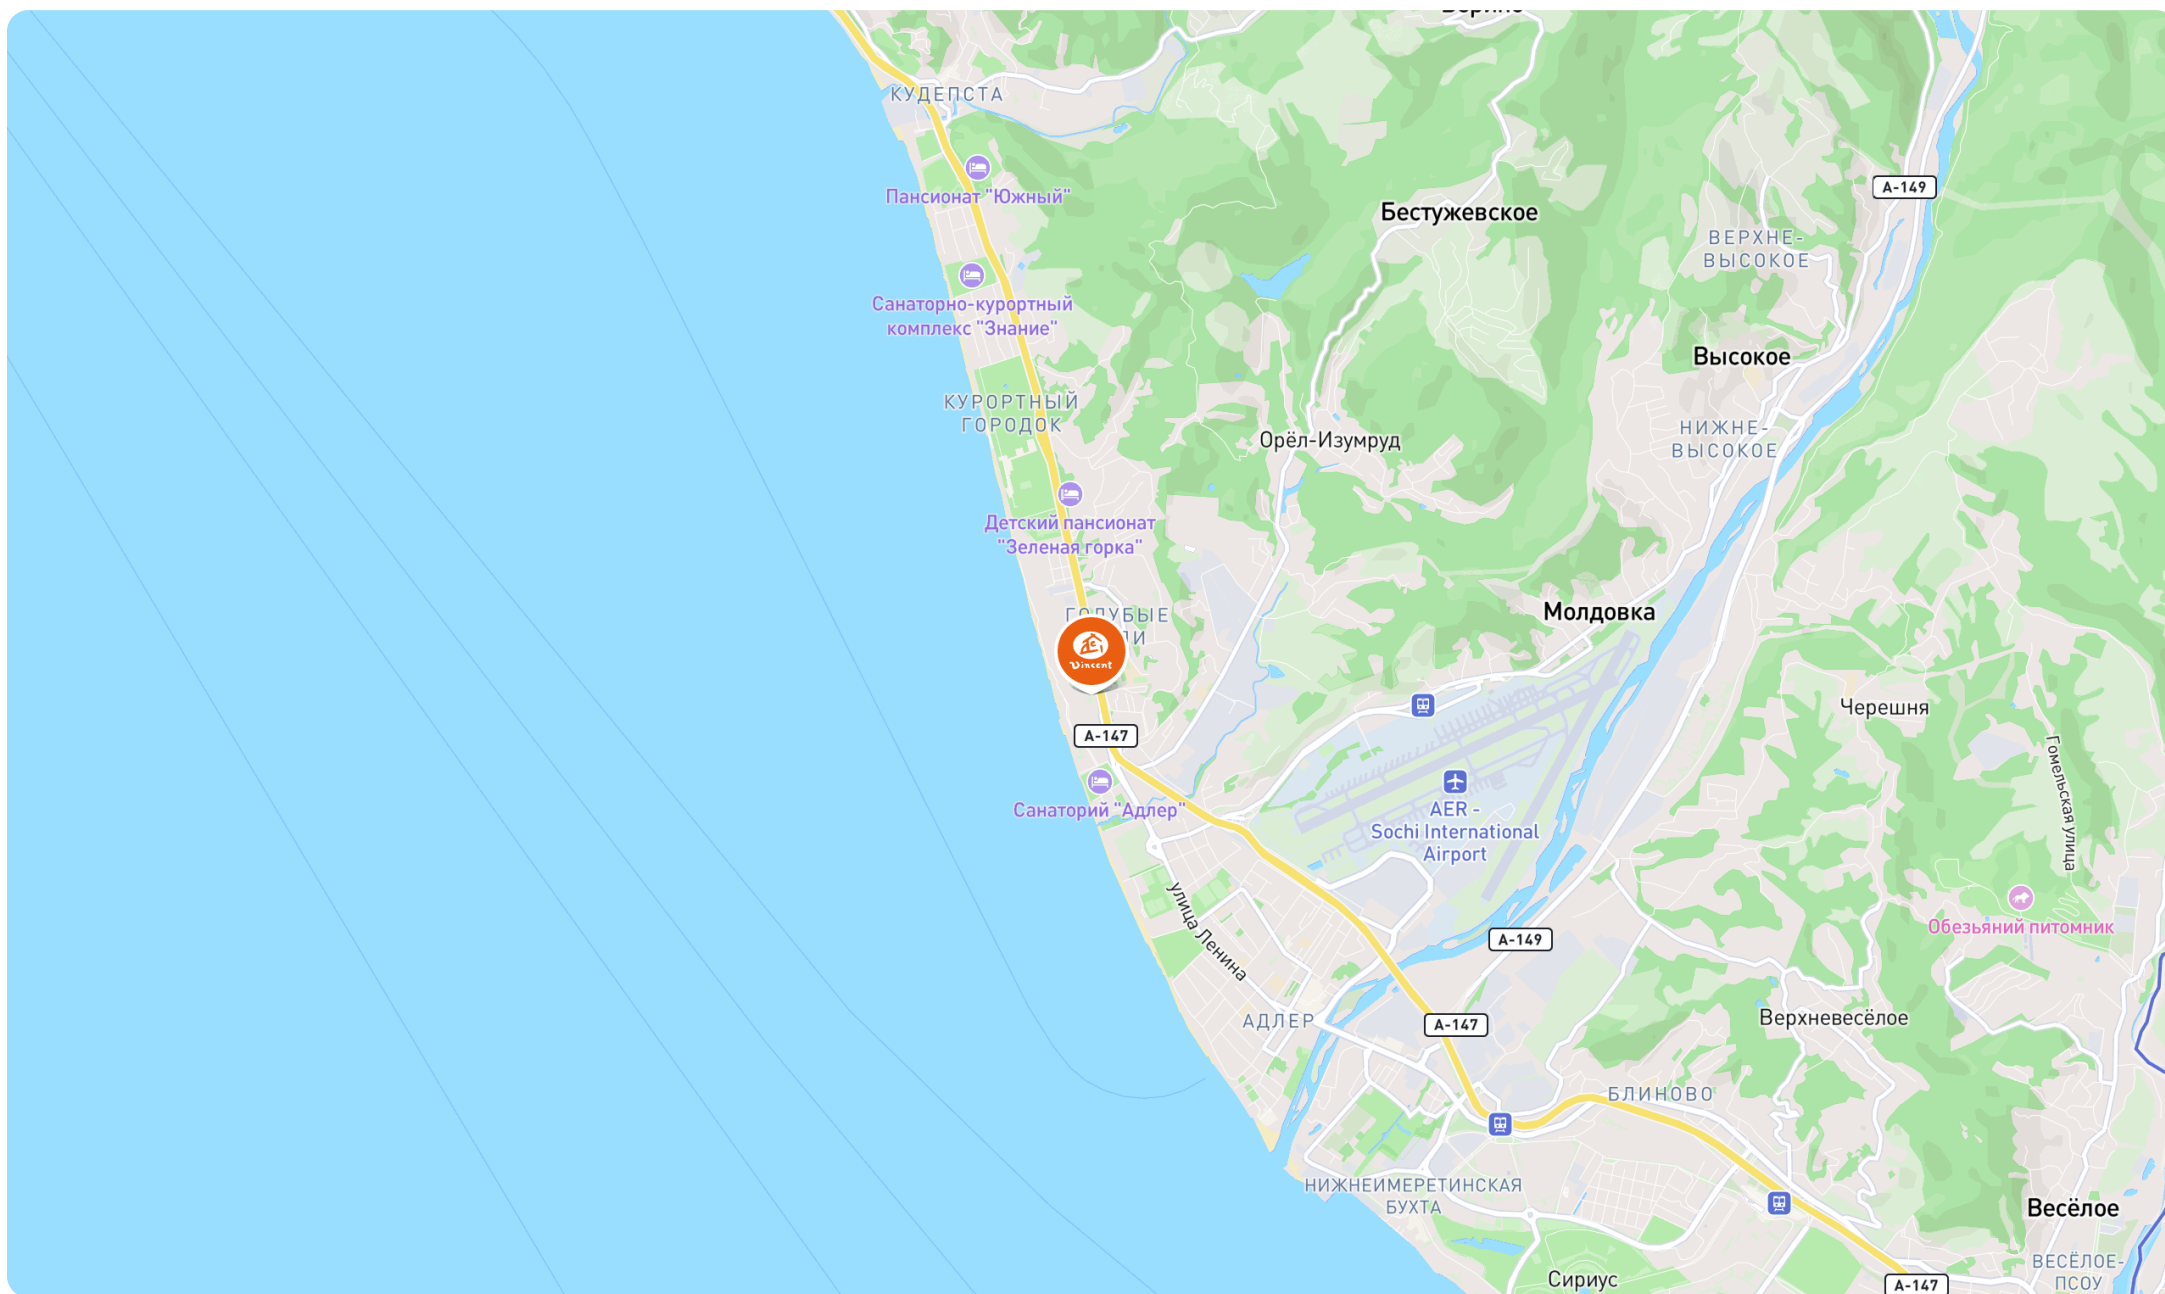 КУДЕПСТА
Пансионат "Южный"
А-149
Бестужевское
ВЕРХНЕ-
ВЫСОКОЕ
Санаторно-курортный
комплекс "Знание"
Высокое
КУРОРТНЫЙ
ГОРОДОК
Орёл-Изумруд
НИЖНЕ-
ВЫСОКОЕ
Детский пансионат
"Зеленая горка"
Молдовка
Vincent
Черешня
А-147
Гомельская улица
Санаторий "Адлер"
AER -
Sochi International
Airport
улица Ленина
Обезьяний питомник
А-149
АДЛЕР
А-147
Верхневесёлое
БЛИНОВО
НИЖНЕИМЕРЕТИНСКАЯ
БУХТА
Весёлое
Сириус
ВЕСЁЛОЕ-
ПСОУ
А-147